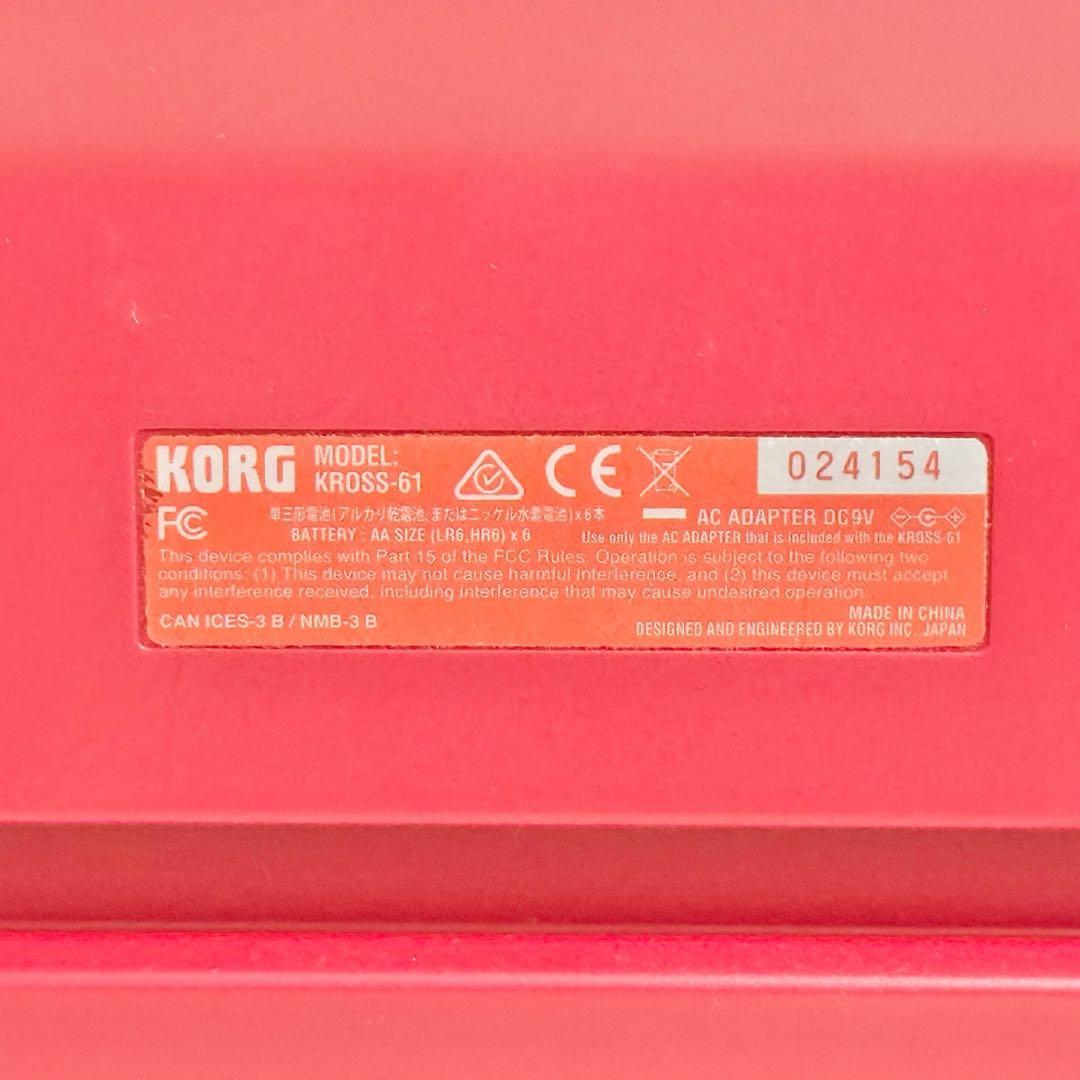 KORG MODEL: KROSS-61 CE 024154
FC
単三形電池(アルカリ乾電池、またはニッケル水素電池)x6本
BATTERY : AA SIZE (LR6,HR6) x 6
AC ADAPTER DC9V
Use only the AC ADAPTER that is included with the KROSS-61
This device complies with Part 15 of the FCC Rules. Operation is subject to the following two
conditions: (1) This device may not cause harmful interference, and (2) this device must accept
any interference received, including interference that may cause undesired operation.
CAN ICES-3 B / NMB-3 B
MADE IN CHINA
DESIGNED AND ENGINEERED BY KORG INC. JAPAN